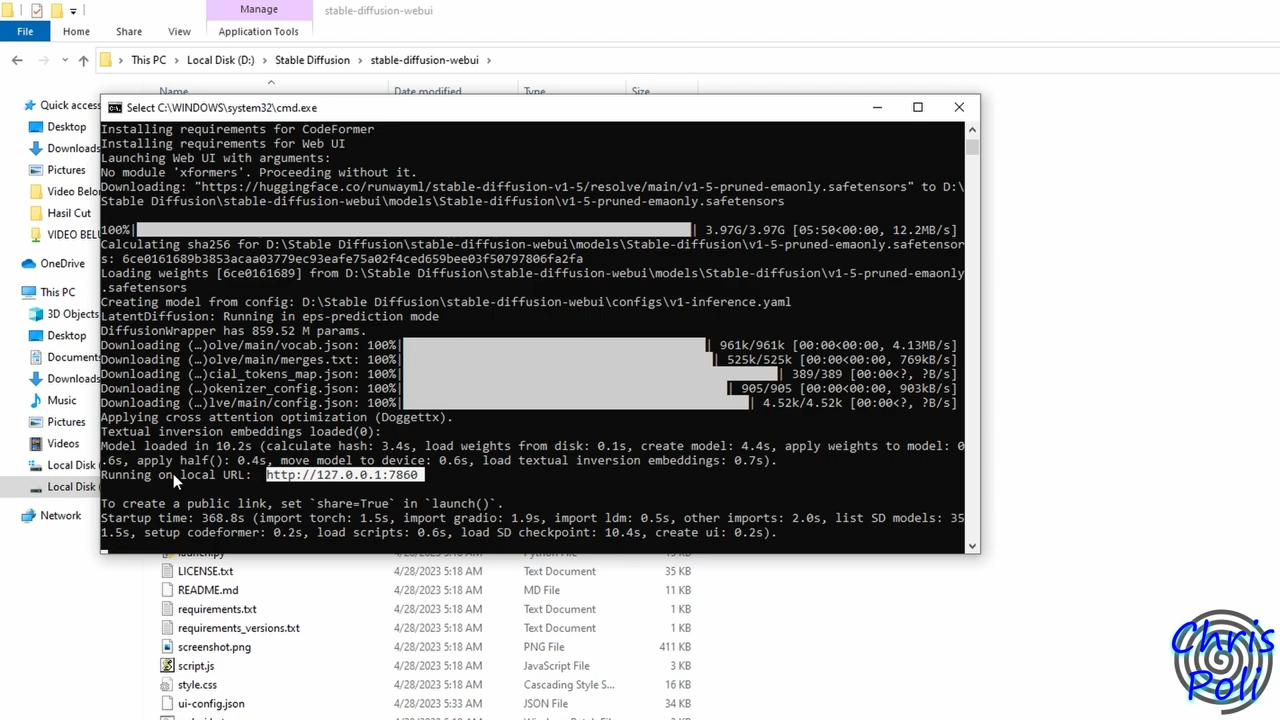 Manage
stable-diffusion-webui
File
Home
Share
View
Application Tools
This PC
Local Disk (D:)
Stable Diffusion
stable-diffusion-webui
Name
Date modified
Type
Size
Quick access
Desktop
Downloads
Pictures
Video Belo
Hasil Cut
VIDEO BEL
OneDrive
This PC
3D Objects
Desktop
Documents
Downloads
Music
Pictures
Videos
Local Disk
Local Disk
Network
Select C:\WINDOWS\system32\cmd.exe
Installing requirements for CodeFormer
Installing requirements for Web UI
Launching Web UI with arguments:
No module 'xformers'. Proceeding without it.
Downloading: "https://huggingface.co/runwayml/stable-diffusion-v1-5/resolve/main/v1-5-pruned-emaonly.safetensors" to D:\
Stable Diffusion\stable-diffusion-webui\models\Stable-diffusion\v1-5-pruned-emaonly.safetensors
100%| | 3.97G/3.97G [05:50<00:00, 12.2MB/s]
Calculating sha256 for D:\Stable Diffusion\stable-diffusion-webui\models\Stable-diffusion\v1-5-pruned-emaonly.safetensor
s: 6ce0161689b3853acaa03779ec93eafe75a02f4ced659bee03f50797806fa2fa
Loading weights [6ce0161689] from D:\Stable Diffusion\stable-diffusion-webui\models\Stable-diffusion\v1-5-pruned-emaonly
.safetensors
Creating model from config: D:\Stable Diffusion\stable-diffusion-webui\configs\v1-inference.yaml
LatentDiffusion: Running in eps-prediction mode
DiffusionWrapper has 859.52 M params.
Downloading (…)olve/main/vocab.json: 100%| | 961k/961k [00:00<00:00, 4.13MB/s]
Downloading (…)olve/main/merges.txt: 100%| | 525k/525k [00:00<00:00, 769kB/s]
Downloading (…)cial_tokens_map.json: 100%| | 389/389 [00:00<?, ?B/s]
Downloading (…)okenizer_config.json: 100%| | 905/905 [00:00<00:00, 903kB/s]
Downloading (…)lve/main/config.json: 100%| | 4.52k/4.52k [00:00<?, ?B/s]
Applying cross attention optimization (Doggettx).
Textual inversion embeddings loaded(0):
Model loaded in 10.2s (calculate hash: 3.4s, load weights from disk: 0.1s, create model: 4.4s, apply weights to model: 0
.6s, apply half(): 0.4s, move model to device: 0.6s, load textual inversion embeddings: 0.7s).
Running on local URL: http://127.0.0.1:7860
To create a public link, set `share=True` in `launch()`.
Startup time: 368.8s (import torch: 1.5s, import gradio: 1.9s, import ldm: 0.5s, other imports: 2.0s, list SD models: 35
1.5s, setup codeformer: 0.2s, load scripts: 0.6s, load SD checkpoint: 10.4s, create ui: 0.2s).
launch.py 4/28/2023 5:18 AM Python File
LICENSE.txt 4/28/2023 5:18 AM Text Document 35 KB
README.md 4/28/2023 5:18 AM MD File 11 KB
requirements.txt 4/28/2023 5:18 AM Text Document 1 KB
requirements_versions.txt 4/28/2023 5:18 AM Text Document 1 KB
screenshot.png 4/28/2023 5:18 AM PNG File 411 KB
script.js 4/28/2023 5:18 AM JavaScript File 3 KB
style.css 4/28/2023 5:18 AM Cascading Style S... 16 KB
ui-config.json 4/28/2023 5:33 AM JSON File 34 KB
Chris
Poli